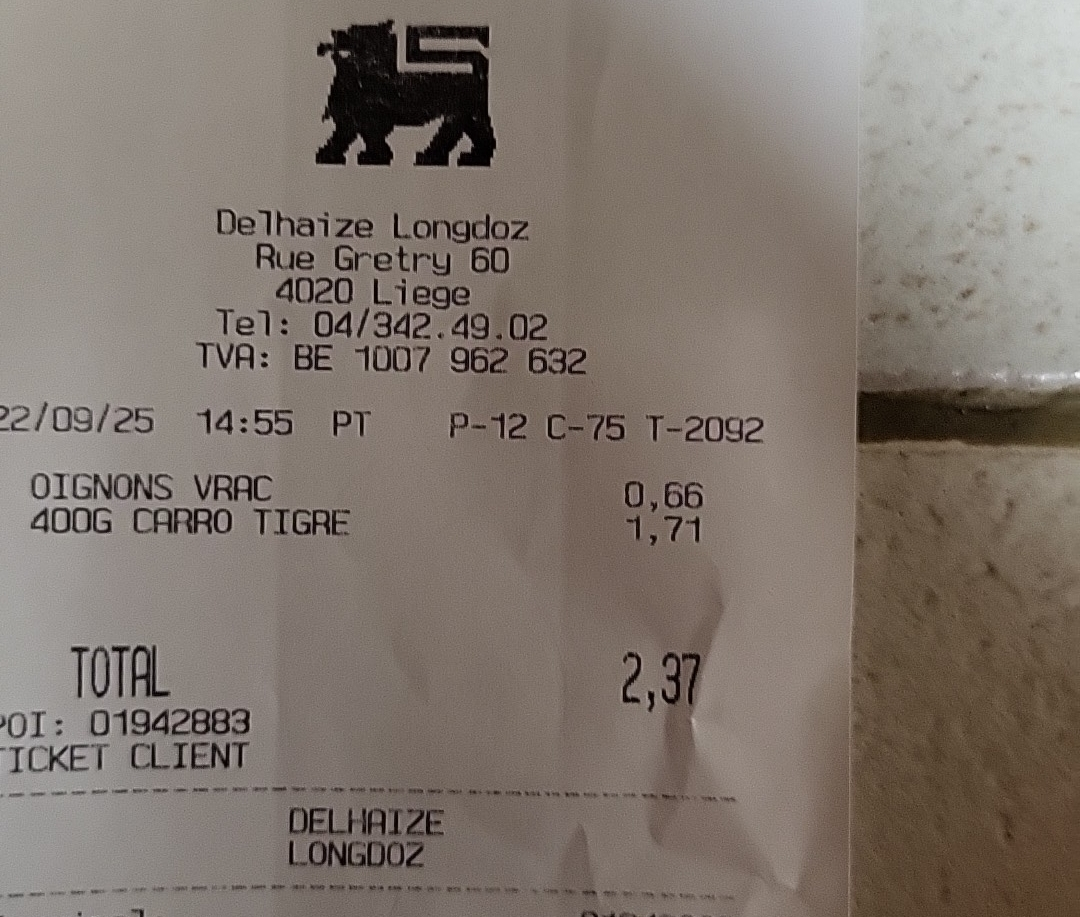 Delhaize Longdoz
Rue Gretry 60
4020 Liege
Tel: 04/342.49.02
TVA: BE 1007 962 632
22/09/25 14:55 PT P-12 C-75 T-2092
OIGNONS VRAC 0,66
400G CARRO TIGRE 1,71
TOTAL 2,37
POI: 01942883
TICKET CLIENT
DELHAIZE
LONGDOZ